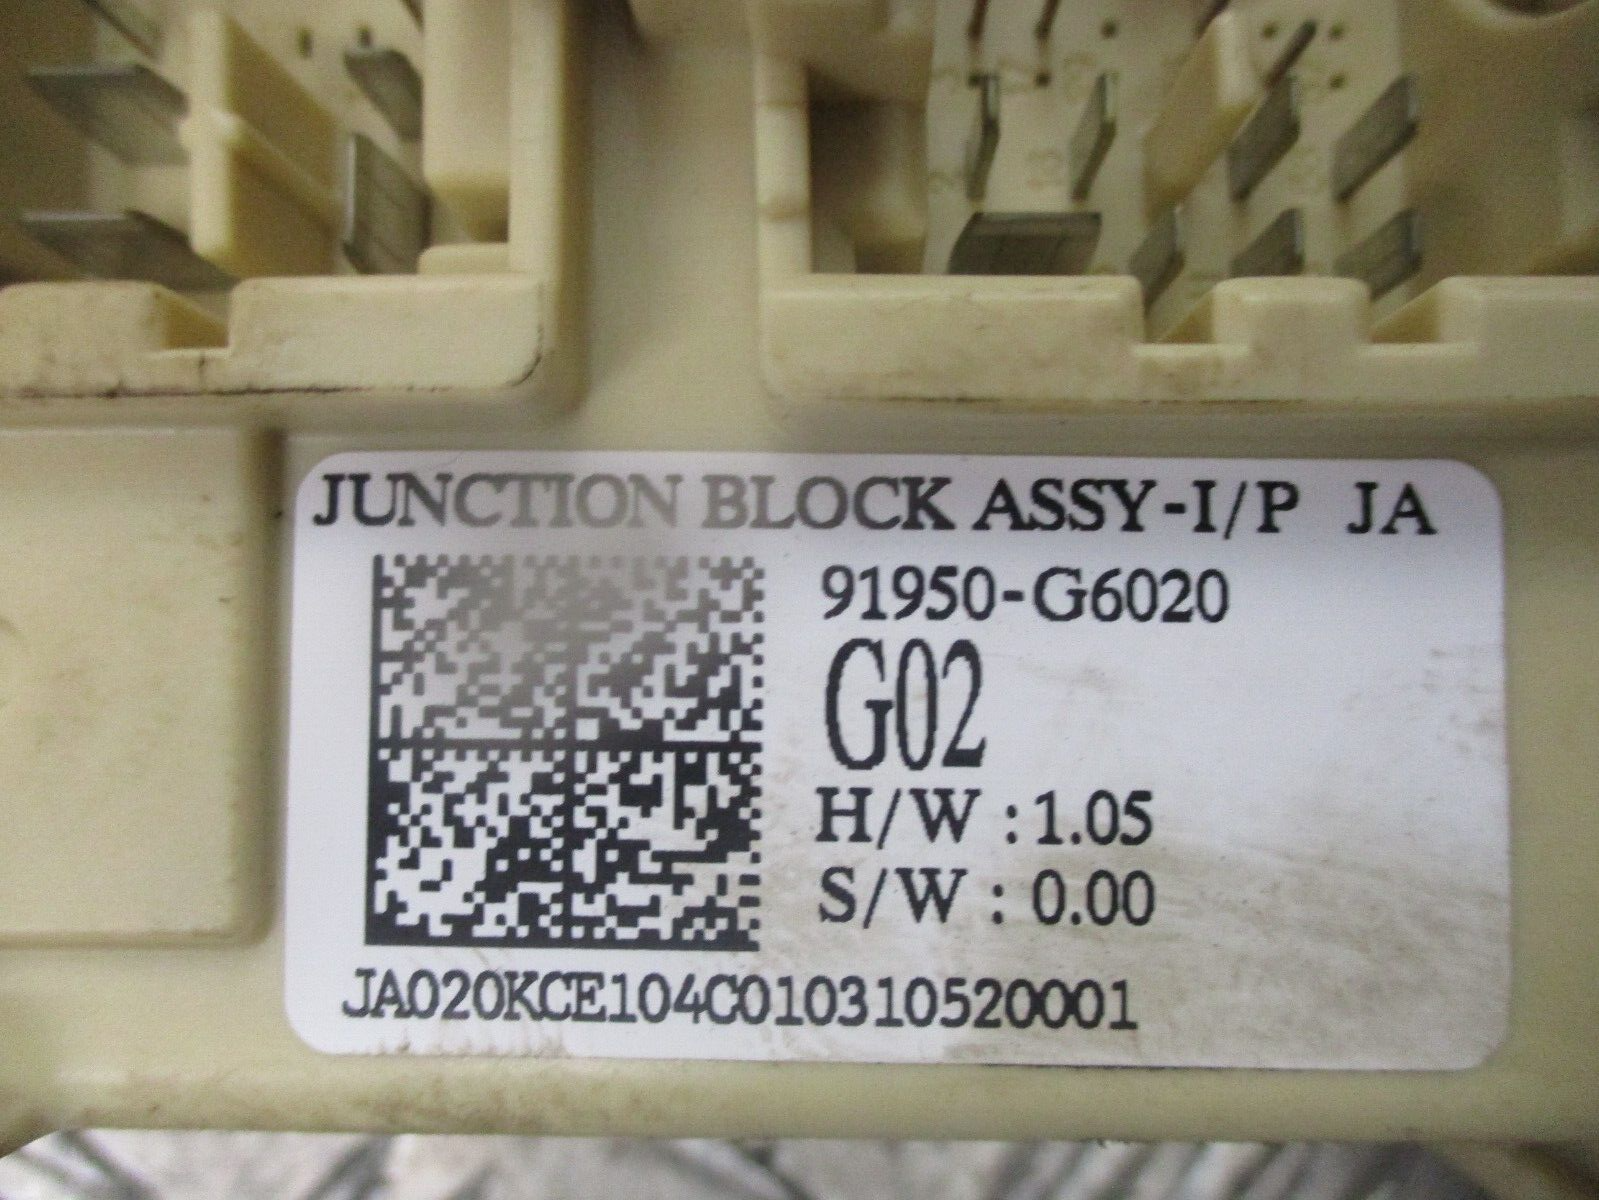 JUNCTION BLOCK ASSY-I/P JA
91950-G6020
G02
H/W : 1.05
S/W : 0.00
JA020KCE104C010310520001